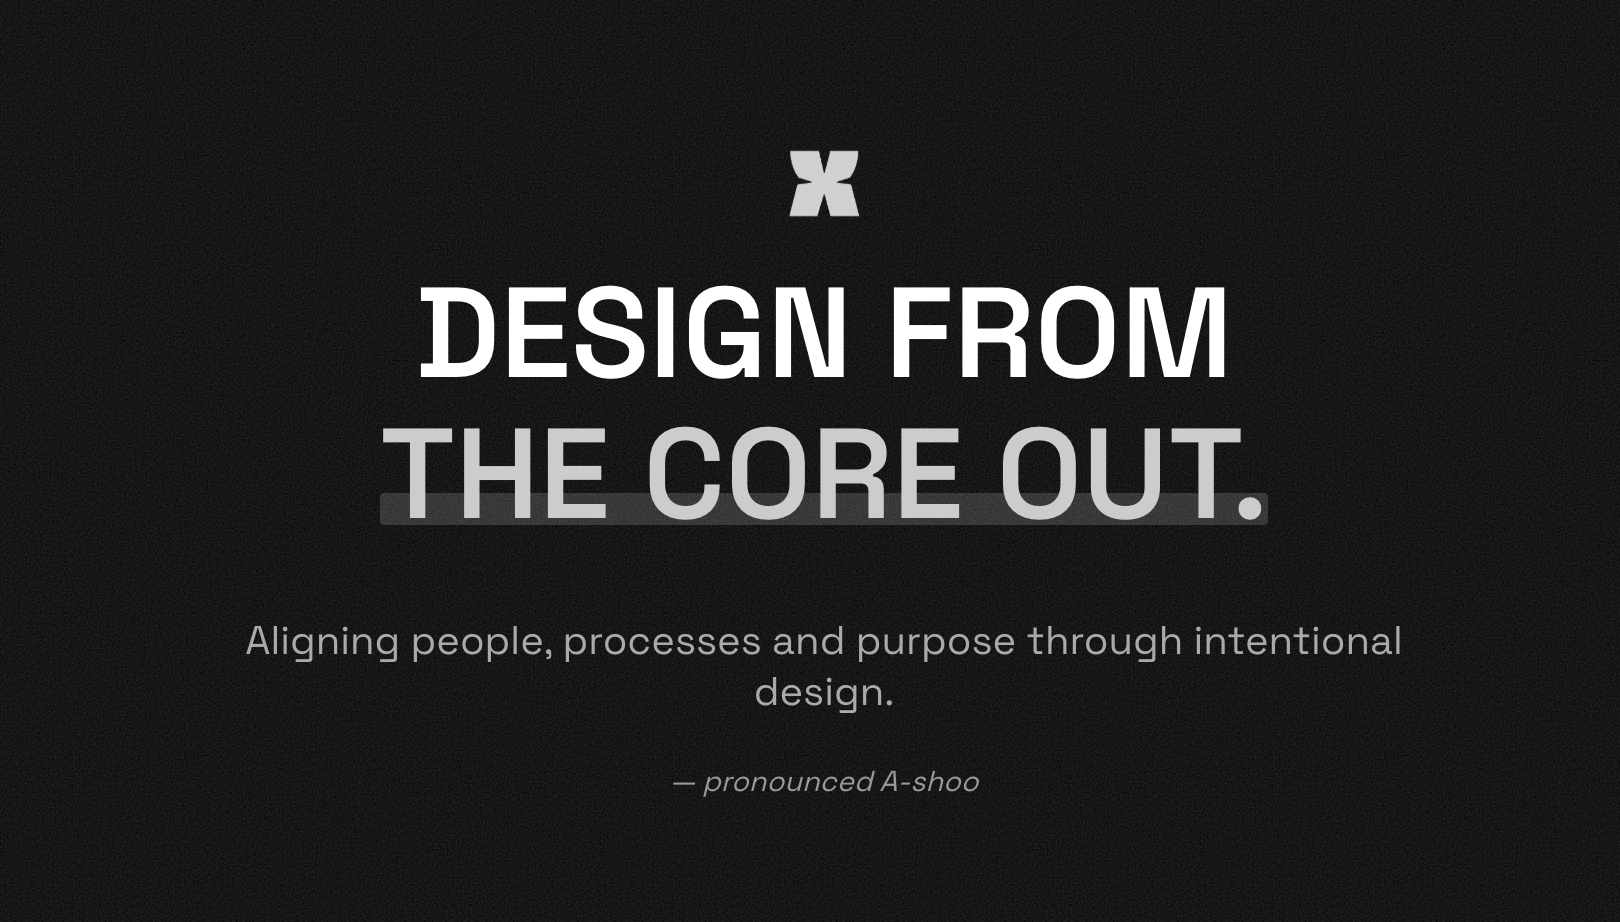 DESIGN FROM
THE CORE OUT.
Aligning people, processes and purpose through intentional
design.
— pronounced A-shoo